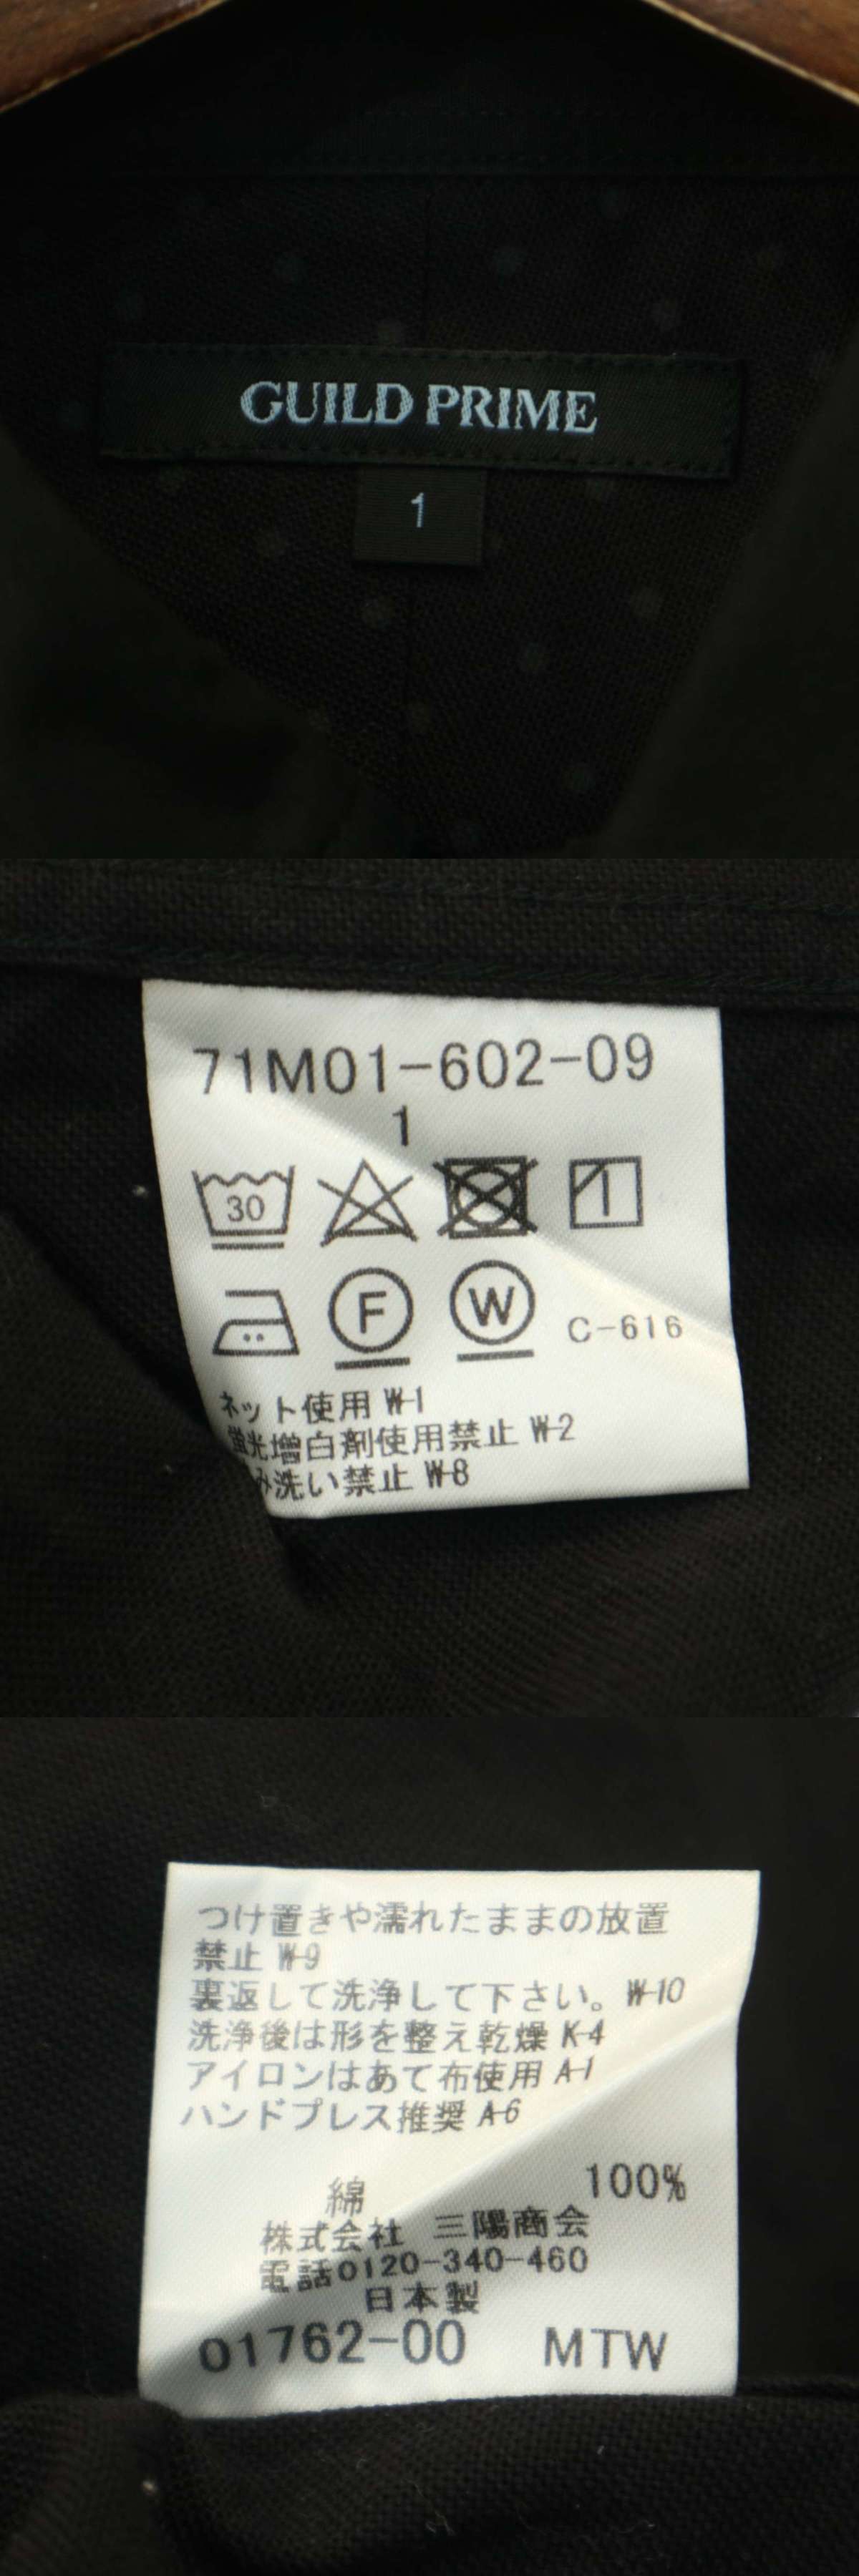 GUILD PRIME
1
71M01-602-09
1
30
F W C-616
ネット使用 W-1
蛍光増白剤使用禁止 W-2
み洗い禁止 W-8
つけ置きや濡れたままの放置
禁止 W-9
裏返して洗浄して下さい。W-10
洗浄後は形を整え乾燥 K-4
アイロンはあて布使用 A-1
ハンドプレス推奨 A-6
綿 100%
株式会社 三陽商会
電話0120-340-460
日本製
01762-00 MTW